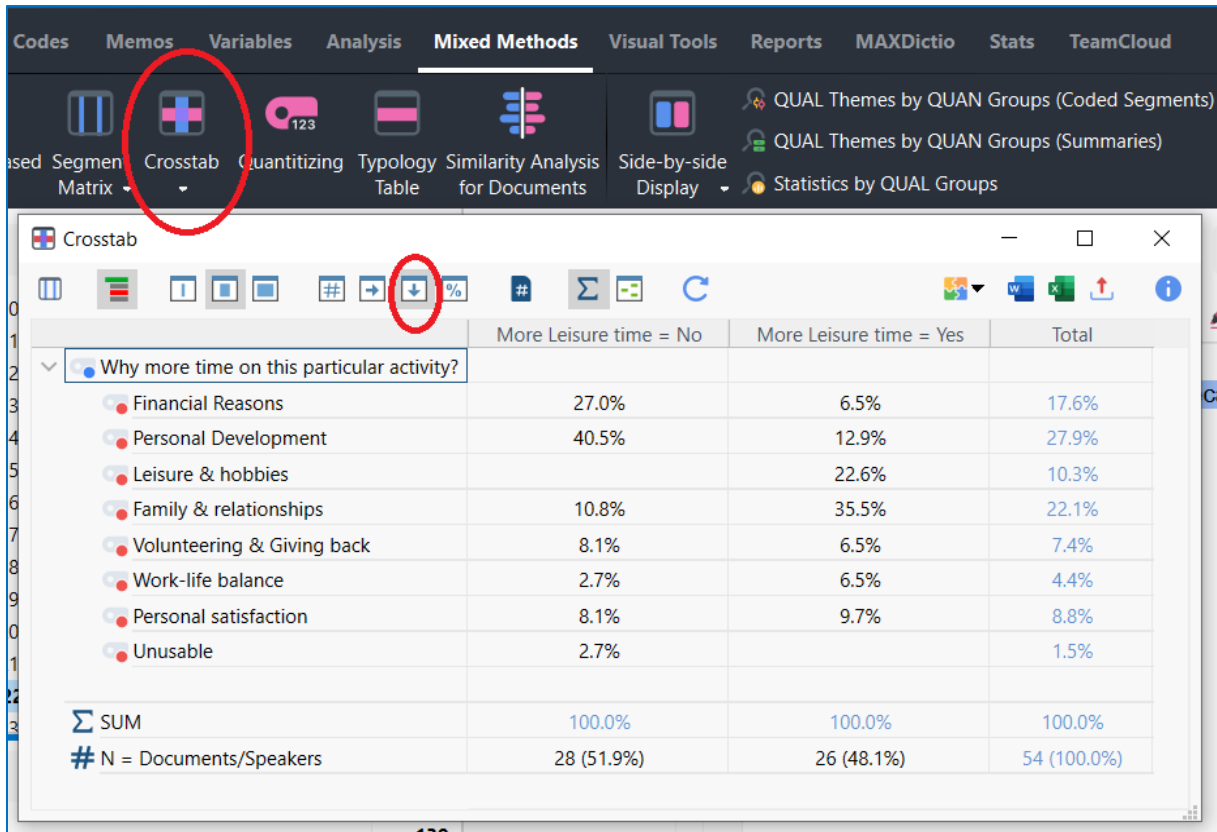 Codes Memos Variables Analysis Mixed Methods Visual Tools Reports MAXDictio Stats TeamCloud
QUAL Themes by QUAN Groups (Coded Segments)
QUAL Themes by QUAN Groups (Summaries)
Statistics by QUAL Groups
123
Segment Crosstab Quantitizing Typology Similarity Analysis Side-by-side
Matrix Table for Documents Display
Crosstab
# % # Σ
More Leisure time = No More Leisure time = Yes Total
Why more time on this particular activity?
Financial Reasons 27.0% 6.5% 17.6%
Personal Development 40.5% 12.9% 27.9%
Leisure & hobbies 22.6% 10.3%
Family & relationships 10.8% 35.5% 22.1%
Volunteering & Giving back 8.1% 6.5% 7.4%
Work-life balance 2.7% 6.5% 4.4%
Personal satisfaction 8.1% 9.7% 8.8%
Unusable 2.7% 1.5%
Σ SUM 100.0% 100.0% 100.0%
# N = Documents/Speakers 28 (51.9%) 26 (48.1%) 54 (100.0%)